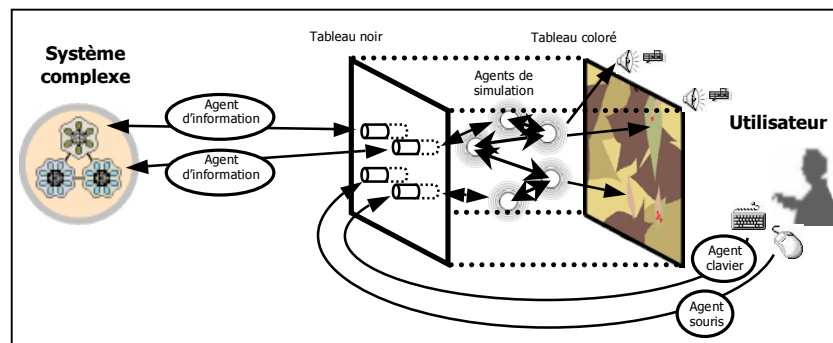 Tableau noir
Tableau coloré
Système
complexe
Agents de
simulation
Agent
d'information
Agent
d'information
Utilisateur
Agent
clavier
Agent
souris